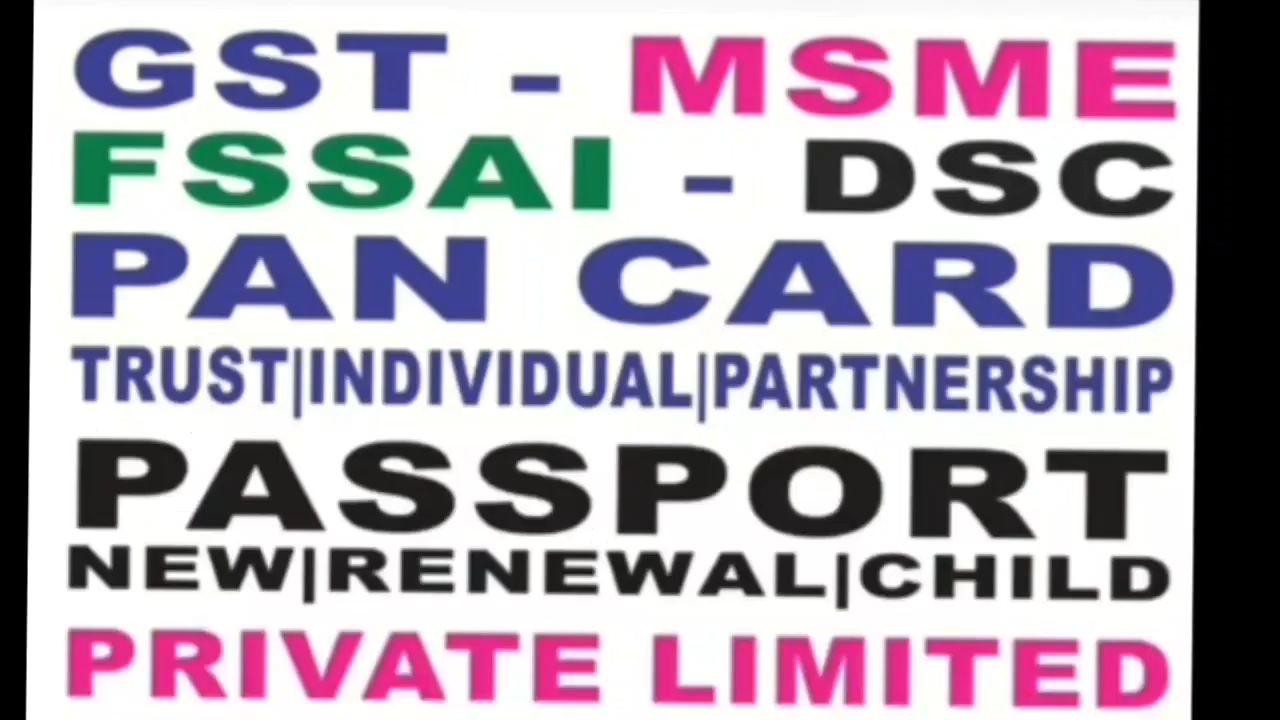 GST - MSME
FSSAI - DSC
PAN CARD
TRUST|INDIVIDUAL|PARTNERSHIP
PASSPORT
NEW|RENEWAL|CHILD
PRIVATE LIMITED